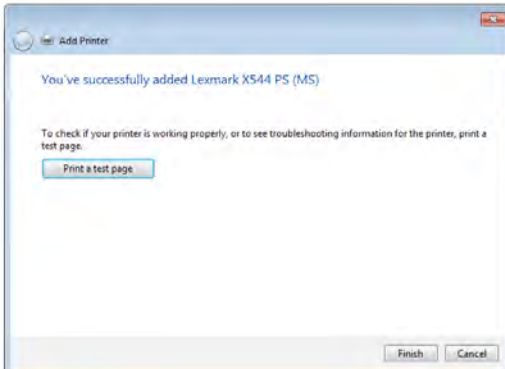 Add Printer
You've successfully added Lexmark X544 PS (MS)
To check if your printer is working properly, or to see troubleshooting information for the printer, print a
test page.
Print a test page
Finish Cancel